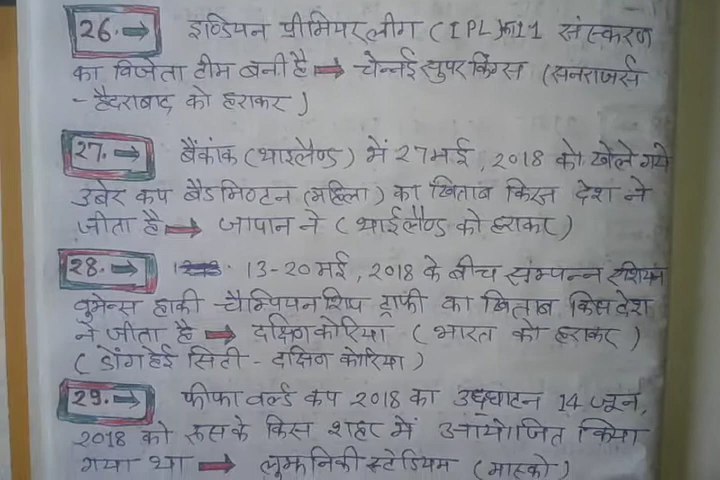 26. → इण्डियन प्रीमियर लीग (IPL) का 11 संस्करण
का विजेता टीम बनी है → चेन्नई सुपर किंग्स (सनराजर्स
- हैदराबाद को हराकर)
27. → बैंकाक (थाइलैण्ड) में 27 मई, 2018 को खेले गये
उबेर कप बैडमिण्टन (महिला) का खिताब किस देश ने
जीता है → जापान ने (थाईलैण्ड को हराकर)
28. → 13-20 मई, 2018 के बीच सम्पन्न एशियन
वुमेन्स हाकी चैम्पियनशिप ट्राफी का खिताब किस देश
ने जीता है → दक्षिण कोरिया (भारत को हराकर)
(डोंगहेई सिटी - दक्षिण कोरिया)
29. → फीफा वर्ल्ड कप 2018 का उद्घाटन 14 जून,
2018 को रूस के किस शहर में आयोजित किया
गया था → लुझनिकी स्टेडियम (मास्को)